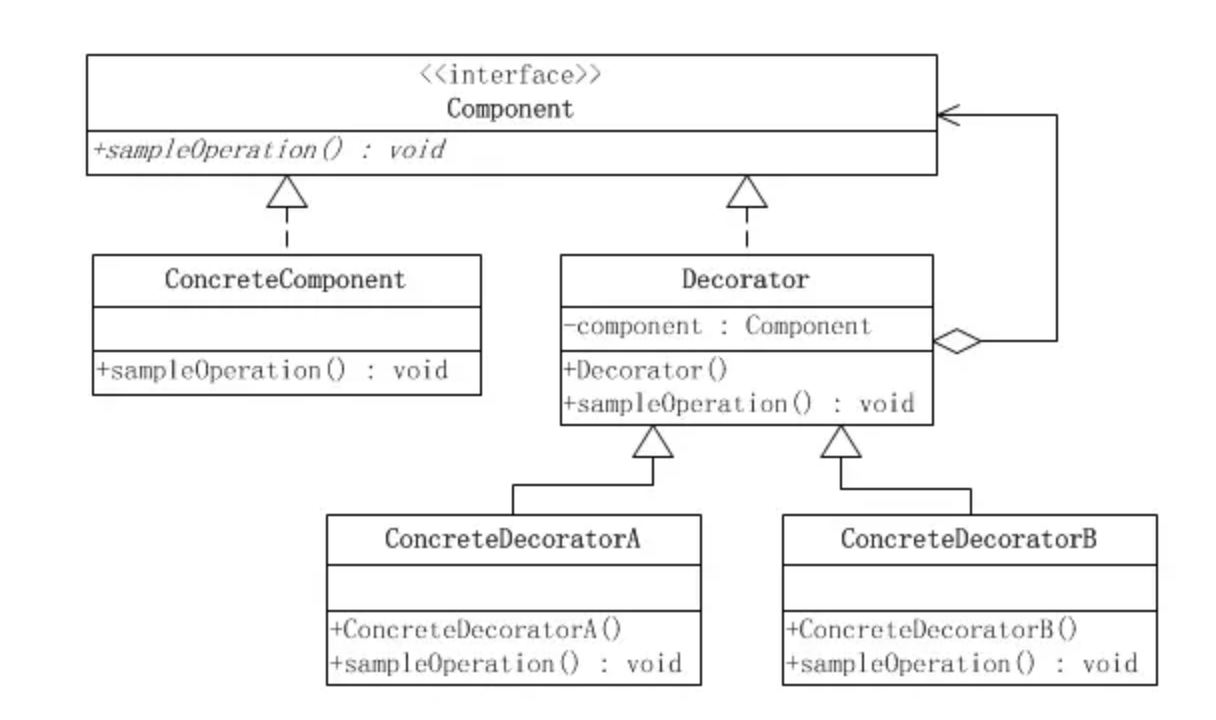 <<interface>>
Component
+sampleOperation() : void
ConcreteComponent
+sampleOperation() : void
Decorator
-component : Component
+Decorator()
+sampleOperation() : void
ConcreteDecoratorA
+ConcreteDecoratorA()
+sampleOperation() : void
ConcreteDecoratorB
+ConcreteDecoratorB()
+sampleOperation() : void